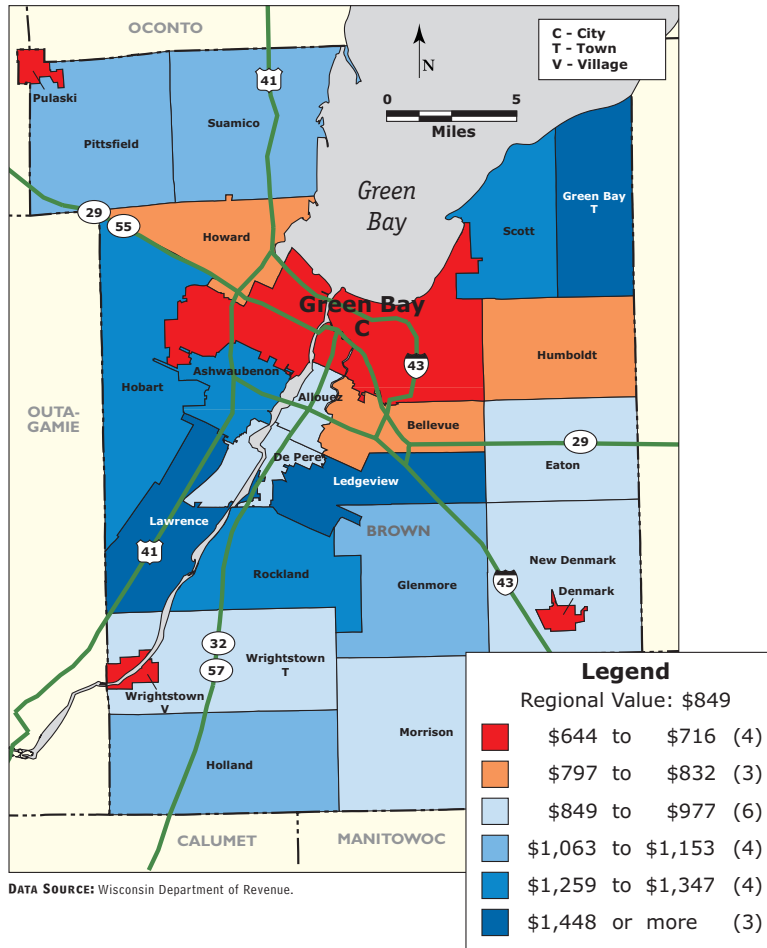 OCONTO
C - City
T - Town
V - Village
N
0 5
Miles
41
Pulaski
Suamico
Pittsfield
Green
Bay
Green Bay
T
Scott
29
55
Howard
Green Bay
C
43
Humboldt
Hobart
Ashwaubenon
Allouez
Bellevue
OUTA-
GAMIE
29
De Pere
Eaton
Ledgeview
Lawrence
BROWN
41
Rockland
Glenmore
43
New Denmark
Denmark
32
57
Wrightstown
T
Wrightstown
V
Morrison
Holland
CALUMET
MANITOWOC
Legend
Regional Value: $849
$644 to $716 (4)
$797 to $832 (3)
$849 to $977 (6)
$1,063 to $1,153 (4)
$1,259 to $1,347 (4)
$1,448 or more (3)
DATA SOURCE: Wisconsin Department of Revenue.